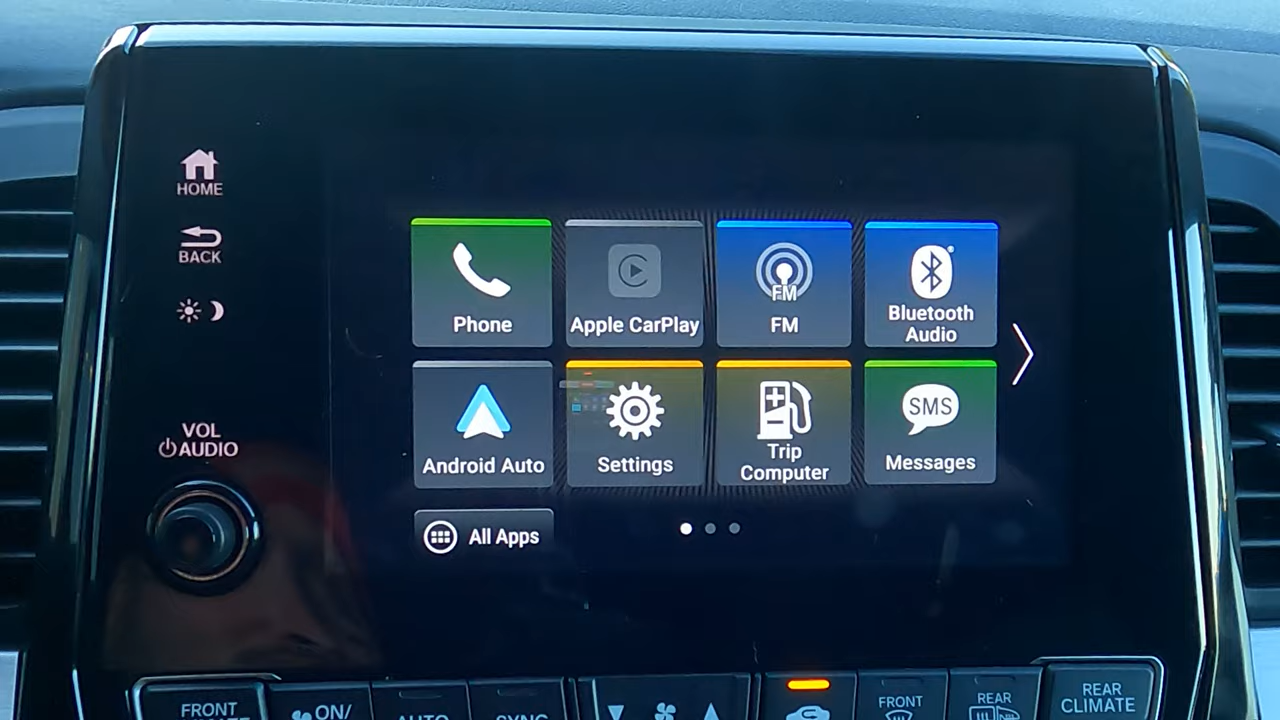 HOME
BACK
VOL
AUDIO
Phone
Apple CarPlay
FM
FM
Bluetooth
Audio
Android Auto
Settings
Trip
Computer
SMS
Messages
All Apps
FRONT
CLIMATE
ON/
AUTO
SYNC
FRONT
REAR
REAR
CLIMATE